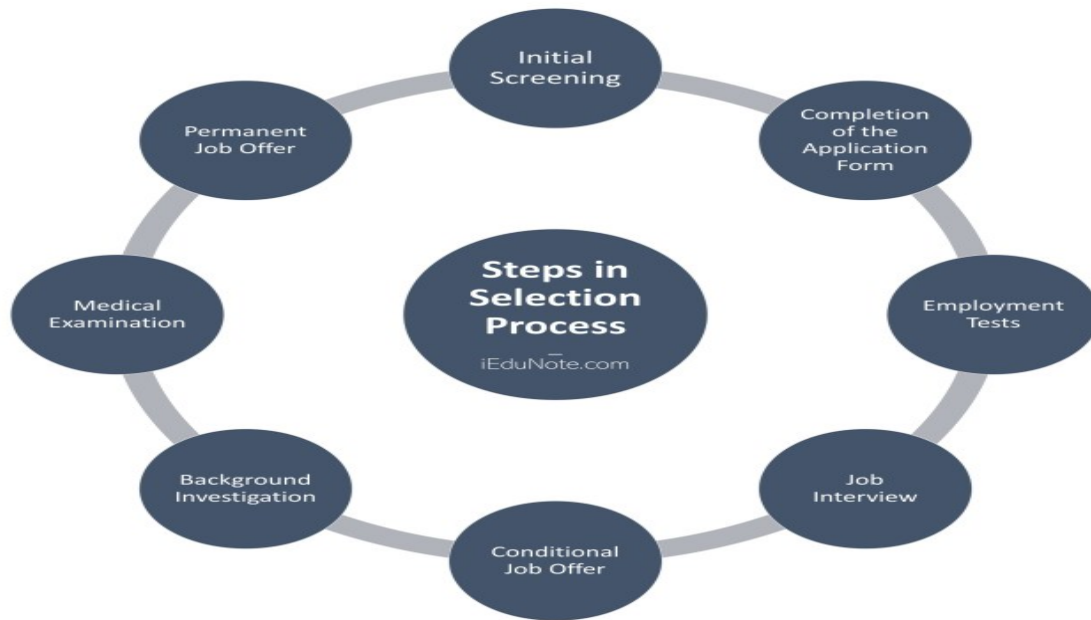 Initial
Screening
Completion
of the
Application
Form
Employment
Tests
Job
Interview
Conditional
Job Offer
Background
Investigation
Medical
Examination
Permanent
Job Offer
Steps in
Selection
Process
–
iEduNote.com